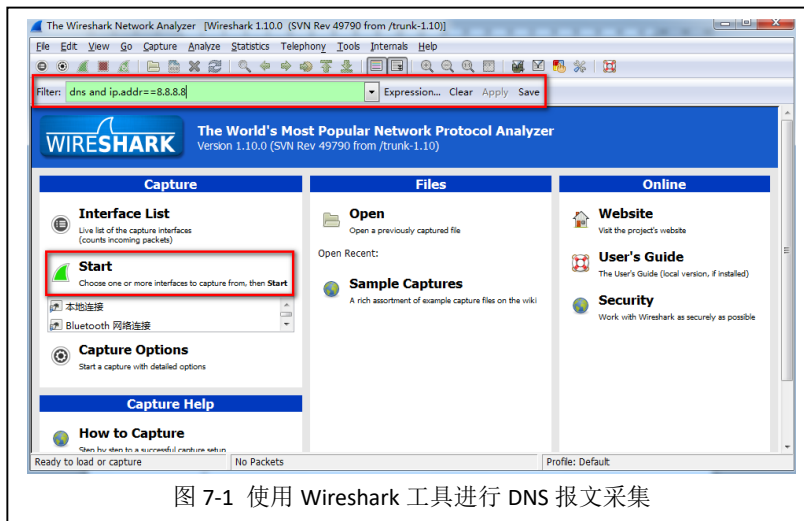 The Wireshark Network Analyzer [Wireshark 1.10.0 (SVN Rev 49790 from /trunk-1.10)]
File Edit View Go Capture Analyze Statistics Telephony Tools Internals Help
Filter: dns and ip.addr==8.8.8.8 Expression... Clear Apply Save
WIRESHARK
The World's Most Popular Network Protocol Analyzer
Version 1.10.0 (SVN Rev 49790 from /trunk-1.10)
Capture
Interface List
Live list of the capture interfaces
(counts incoming packets)
Start
Choose one or more interfaces to capture from, then Start
本地连接
Bluetooth 网络连接
Capture Options
Start a capture with detailed options
Capture Help
How to Capture
Step by step to a successful capture setup
Files
Open
Open a previously captured file
Open Recent:
Sample Captures
A rich assortment of example capture files on the wiki
Online
Website
Visit the project's website
User's Guide
The User's Guide (local version, if installed)
Security
Work with Wireshark as securely as possible
Ready to load or capture No Packets Profile: Default
图 7-1 使用 Wireshark 工具进行 DNS 报文采集